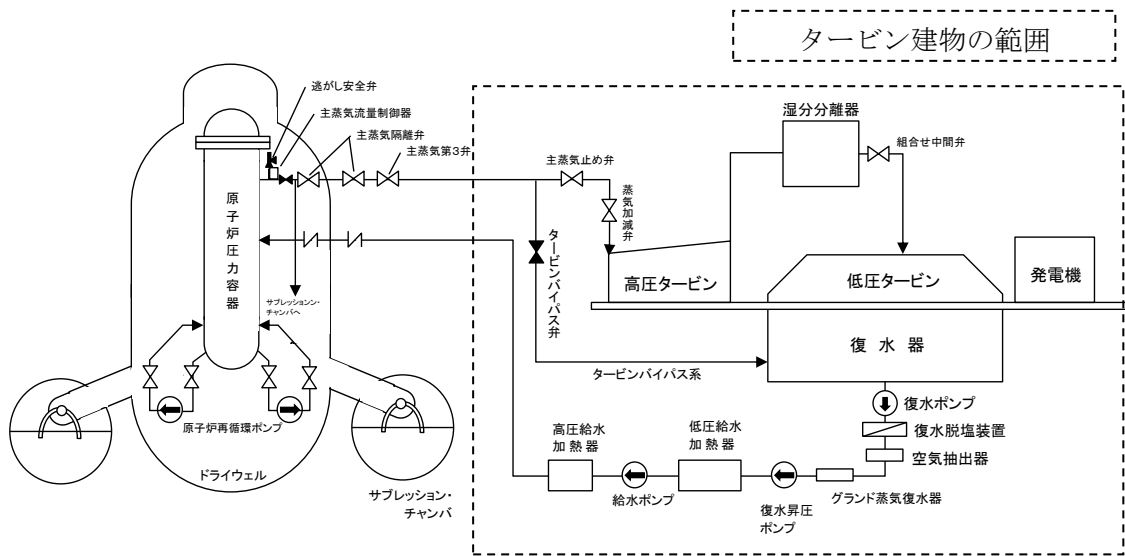 タービン建物の範囲
逃がし安全弁
主蒸気流量制御器
主蒸気隔離弁
主蒸気第3弁
原子炉圧力容器
サブレッションン・
チャンバへ
原子炉再循環ポンプ
ドライウェル
サブレッション・
チャンバ
湿分分離器
組合せ中間弁
主蒸気止め弁
蒸気加減弁
タービンバイパス弁
高圧タービン
低圧タービン
発電機
復水器
タービンバイパス系
復水ポンプ
復水脱塩装置
空気抽出器
グランド蒸気復水器
復水昇圧
ポンプ
低圧給水
加熱器
給水ポンプ
高圧給水
加熱器